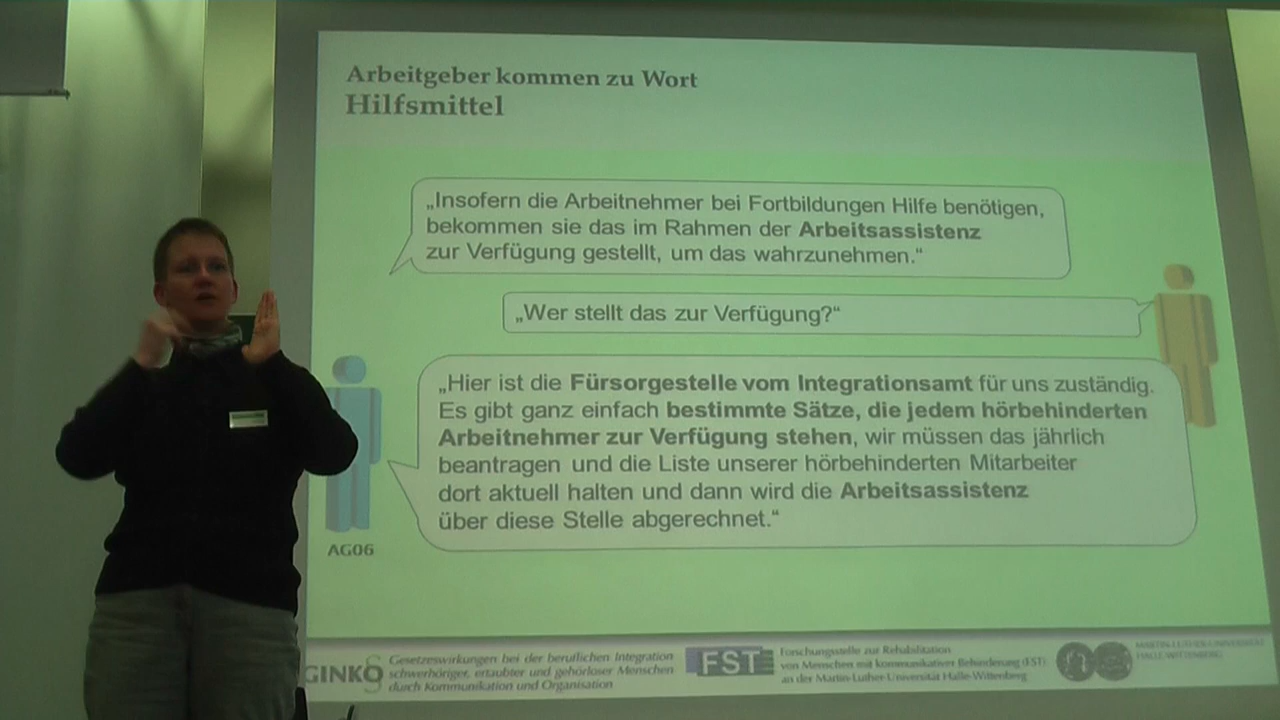 Arbeitgeber kommen zu Wort
Hilfsmittel
„Insofern die Arbeitnehmer bei Fortbildungen Hilfe benötigen,
bekommen sie das im Rahmen der Arbeitsassistenz
zur Verfügung gestellt, um das wahrzunehmen.“
„Wer stellt das zur Verfügung?“
„Hier ist die Fürsorgestelle vom Integrationsamt für uns zuständig.
Es gibt ganz einfach bestimmte Sätze, die jedem hörbehinderten
Arbeitnehmer zur Verfügung stehen, wir müssen das jährlich
beantragen und die Liste unserer hörbehinderten Mitarbeiter
dort aktuell halten und dann wird die Arbeitsassistenz
über diese Stelle abgerechnet.“
AG06
GINKO
S
Gesetzeswirkungen bei der beruflichen Integration
schwerhöriger, ertaubter und gehörloser Menschen
durch Kommunikation und Organisation
FST
Forschungsstelle zur Rehabilitation
von Menschen mit kommunikativer Behinderung (FST)
an der Martin-Luther-Universität Halle-Wittenberg
MARTIN-LUTHER-UNIVERSITÄT
HALLE-WITTENBERG